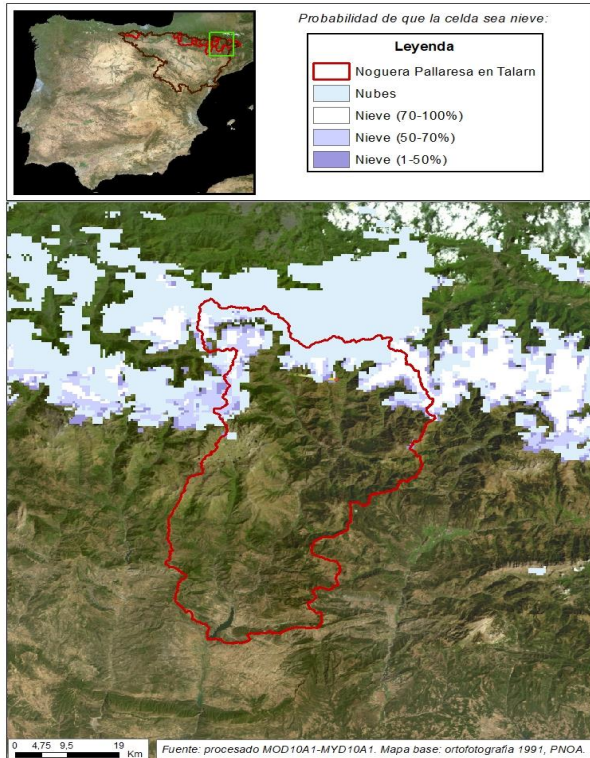 Probabilidad de que la celda sea nieve:
Leyenda
Noguera Pallaresa en Talarn
Nubes
Nieve (70-100%)
Nieve (50-70%)
Nieve (1-50%)
0 4,75 9,5 19
Km
Fuente: procesado MOD10A1-MYD10A1. Mapa base: ortofotografía 1991, PNOA.